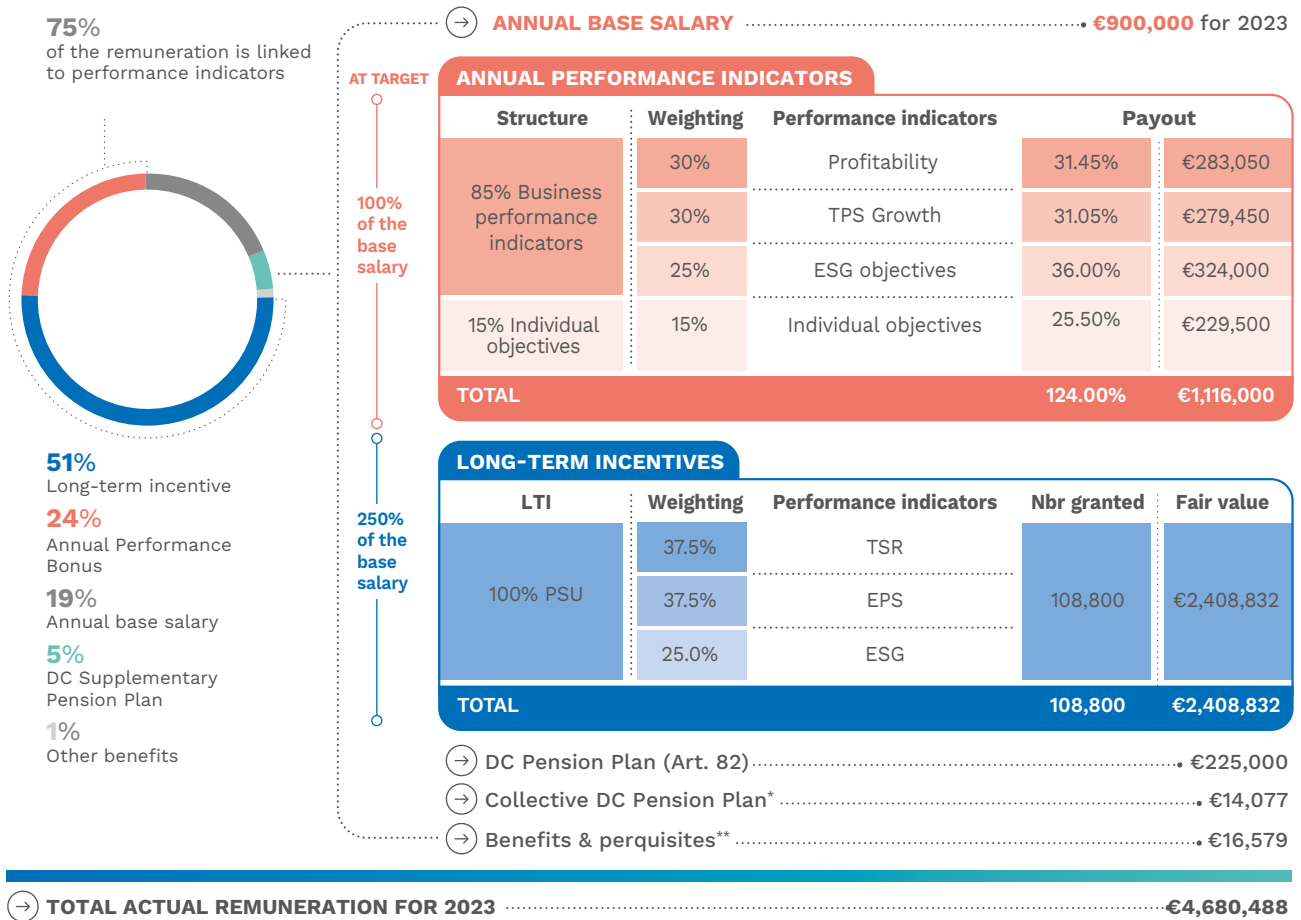 75%
of the remuneration is linked
to performance indicators
51%
Long-term incentive
24%
Annual Performance
Bonus
19%
Annual base salary
5%
DC Supplementary
Pension Plan
1%
Other benefits
ANNUAL BASE SALARY €900,000 for 2023
AT TARGET
100%
of the
base
salary
250%
of the
base
salary
ANNUAL PERFORMANCE INDICATORS
Structure Weighting Performance indicators Payout
85% Business
performance
indicators
30% Profitability 31.45% €283,050
30% TPS Growth 31.05% €279,450
25% ESG objectives 36.00% €324,000
15% Individual
objectives
15% Individual objectives 25.50% €229,500
TOTAL 124.00% €1,116,000
LONG-TERM INCENTIVES
LTI Weighting Performance indicators Nbr granted Fair value
100% PSU
37.5% TSR
37.5% EPS 108,800 €2,408,832
25.0% ESG
TOTAL 108,800 €2,408,832
DC Pension Plan (Art. 82) €225,000
Collective DC Pension Plan* €14,077
Benefits & perquisites** €16,579
TOTAL ACTUAL REMUNERATION FOR 2023 €4,680,488